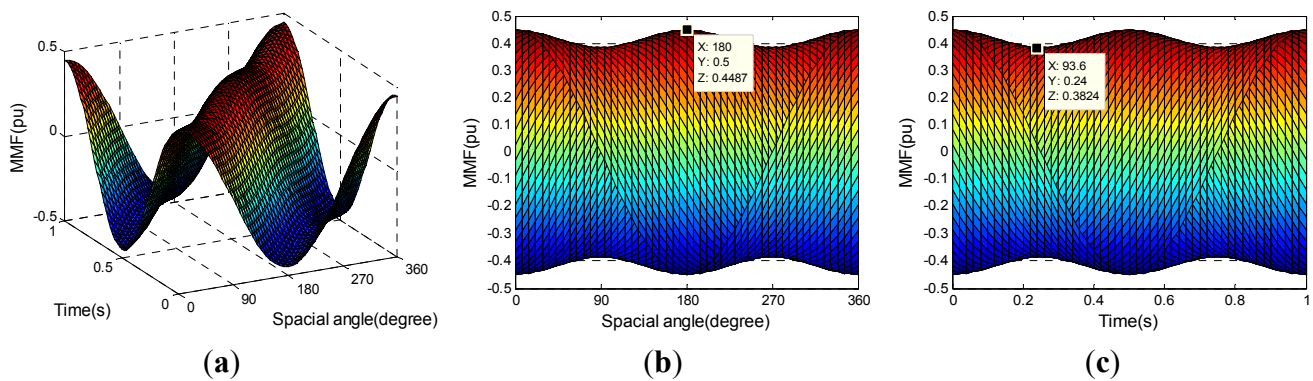 MMF(pu)
0.5
0
-0.5
1
0.5
0
Time(s)
0
90
180
270
360
Spacial angle(degree)
(a)
MMF(pu)
0.5
0.4
0.3
0.2
0.1
0
-0.1
-0.2
-0.3
-0.4
-0.5
X: 180
Y: 0.5
Z: 0.4487
0
90
180
270
360
Spacial angle(degree)
(b)
MMF(pu)
0.5
0.4
0.3
0.2
0.1
0
-0.1
-0.2
-0.3
-0.4
-0.5
X: 93.6
Y: 0.24
Z: 0.3824
0
0.2
0.4
0.6
0.8
1
Time(s)
(c)